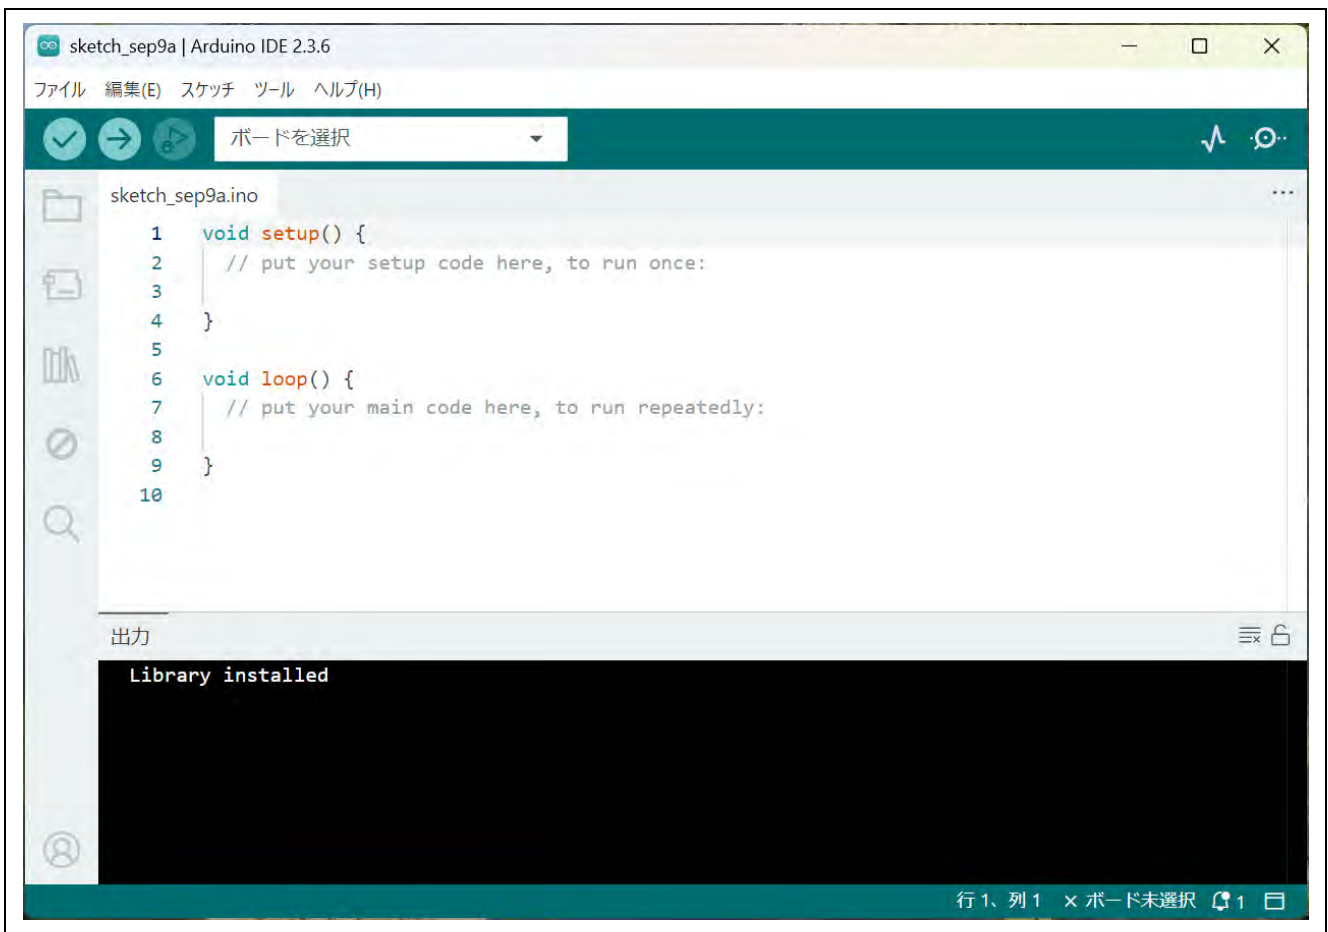 sketch_sep9a | Arduino IDE 2.3.6
ファイル 編集(E) スケッチ ツール ヘルプ(H)
ボードを選択
sketch_sep9a.ino
1 void setup() {
2 // put your setup code here, to run once:
3
4 }
5
6 void loop() {
7 // put your main code here, to run repeatedly:
8
9 }
10
出力
Library installed
行 1、列 1 × ボード未選択 1